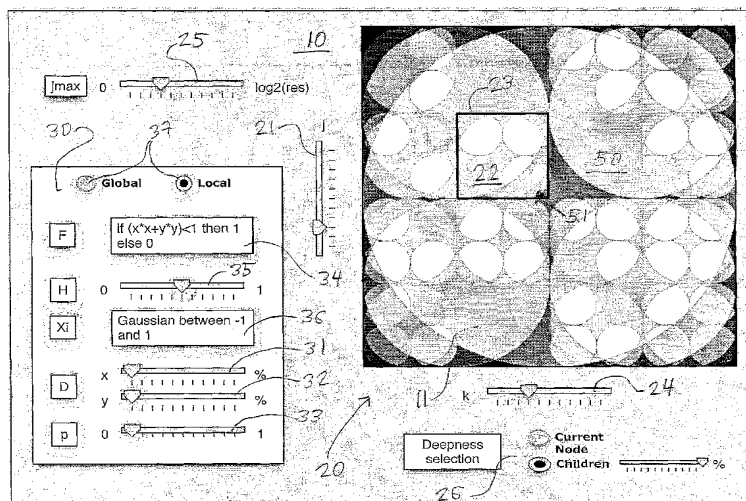 10
25
jmax 0 log2(res)
23
21
1
30
37
Global Local
22
50
51
F if (x*x+y*y)<1 then 1
else 0
34
35
H 0 1
36
Xi Gaussian between -1
and 1
31
D x %
32
y %
33
p 0 1
20
11
k
24
Deepness
selection
Current
Node
Children %
26